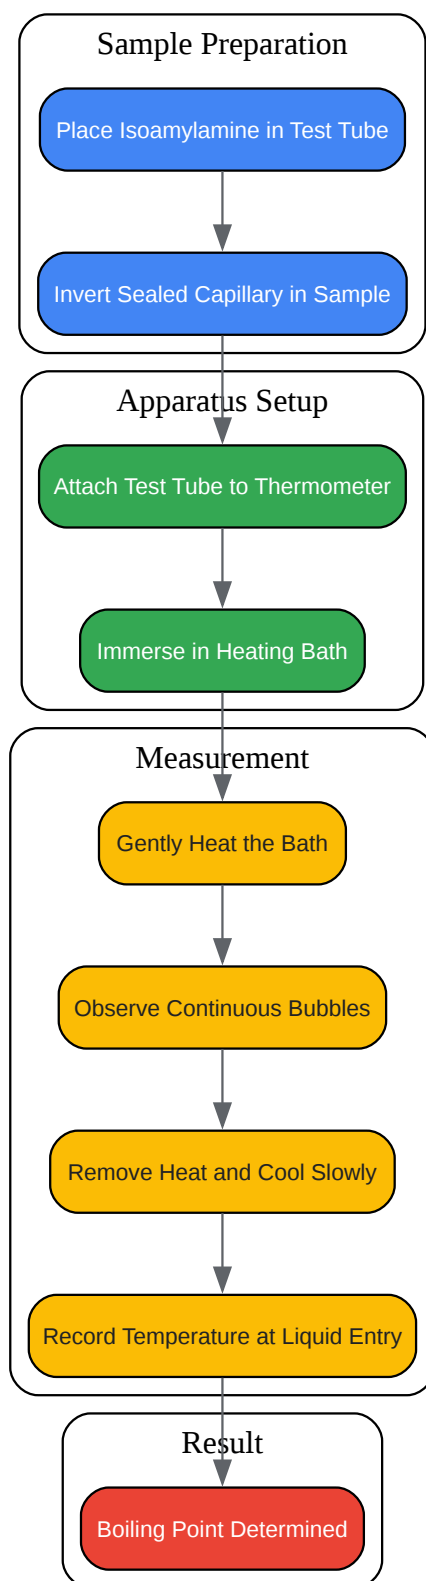 Sample Preparation
Place Isoamylamine in Test Tube
Invert Sealed Capillary in Sample
Apparatus Setup
Attach Test Tube to Thermometer
Immerse in Heating Bath
Measurement
Gently Heat the Bath
Observe Continuous Bubbles
Remove Heat and Cool Slowly
Record Temperature at Liquid Entry
Result
Boiling Point Determined